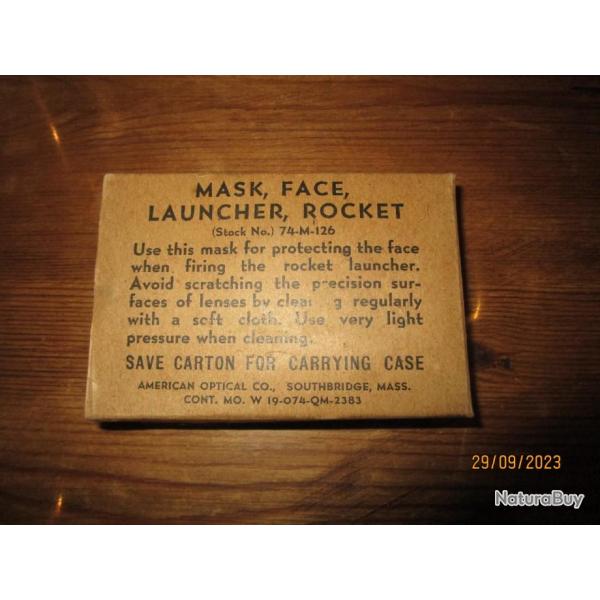 MASK, FACE,
LAUNCHER, ROCKET
(Stock No.) 74-M-126
Use this mask for protecting the face
when firing the rocket launcher.
Avoid scratching the precision sur-
faces of lenses by regularly
with a soft cloth. Use very light
pressure when cleaning.
SAVE CARTON FOR CARRYING CASE
AMERICAN OPTICAL CO., SOUTHBRIDGE, MASS.
CONT. MO. W 19-074-QM-2383
29/09/2023
NaturaBuy